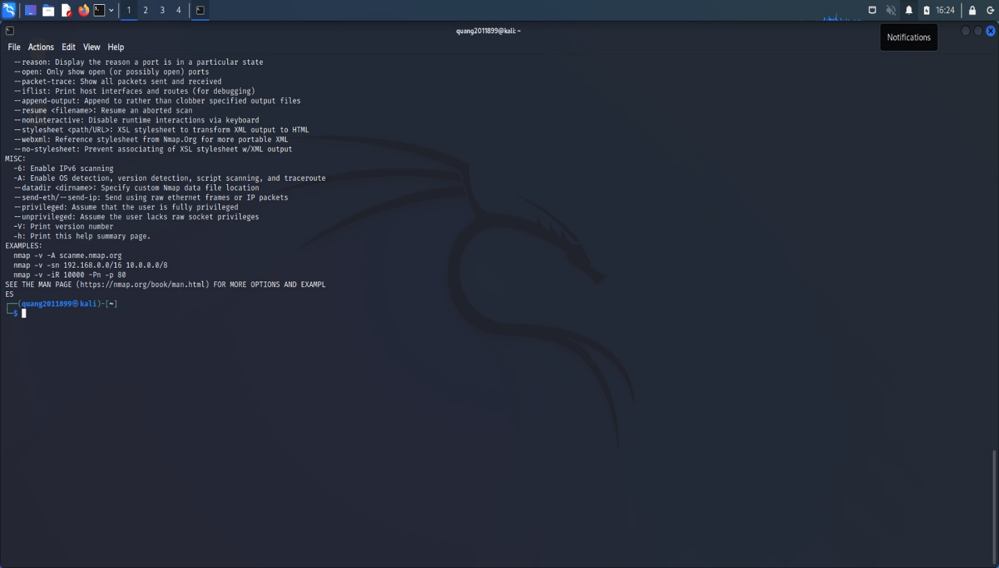 1 2 3 4
16:24
quang2011899@kali: ~
Notifications
File Actions Edit View Help
--reason: Display the reason a port is in a particular state
--open: Only show open (or possibly open) ports
--packet-trace: Show all packets sent and received
--iflist: Print host interfaces and routes (for debugging)
--append-output: Append to rather than clobber specified output files
--resume <filename>: Resume an aborted scan
--noninteractive: Disable runtime interactions via keyboard
--stylesheet <path/URL>: XSL stylesheet to transform XML output to HTML
--webxml: Reference stylesheet from Nmap.Org for more portable XML
--no-stylesheet: Prevent associating of XSL stylesheet w/XML output
MISC:
-6: Enable IPv6 scanning
-A: Enable OS detection, version detection, script scanning, and traceroute
--datadir <dirname>: Specify custom Nmap data file location
--send-eth/--send-ip: Send using raw ethernet frames or IP packets
--privileged: Assume that the user is fully privileged
--unprivileged: Assume the user lacks raw socket privileges
-V: Print version number
-h: Print this help summary page.
EXAMPLES:
nmap -v -A scanme.nmap.org
nmap -v -sn 192.168.0.0/16 10.0.0.0/8
nmap -v -iR 10000 -Pn -p 80
SEE THE MAN PAGE (https://nmap.org/book/man.html) FOR MORE OPTIONS AND EXAMPL
ES
┌──(quang2011899㉿kali)-[~]
└─$